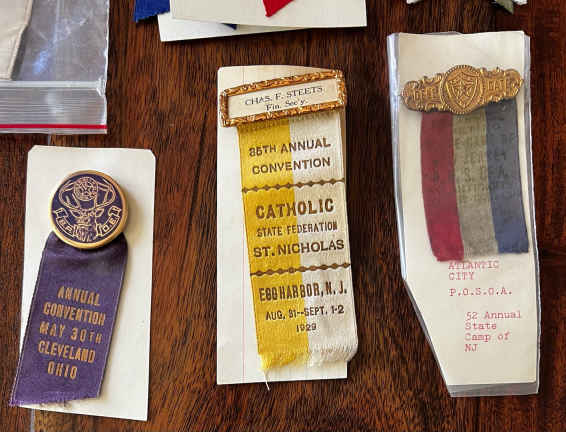 B.P. O.E.
ANNUAL
CONVENTION
MAY 30TH
CLEVELAND
OHIO
CHAS. F. STEETS
Fin. Sec'y.
35TH ANNUAL
CONVENTION
CATHOLIC
STATE FEDERATION
ST. NICHOLAS
EGG HARBOR, N. J.
AUG. 31--SEPT. 1-2
1929
ATLANTIC
CITY
P.O.S.O.A.
52 Annual
State
Camp of
NJ